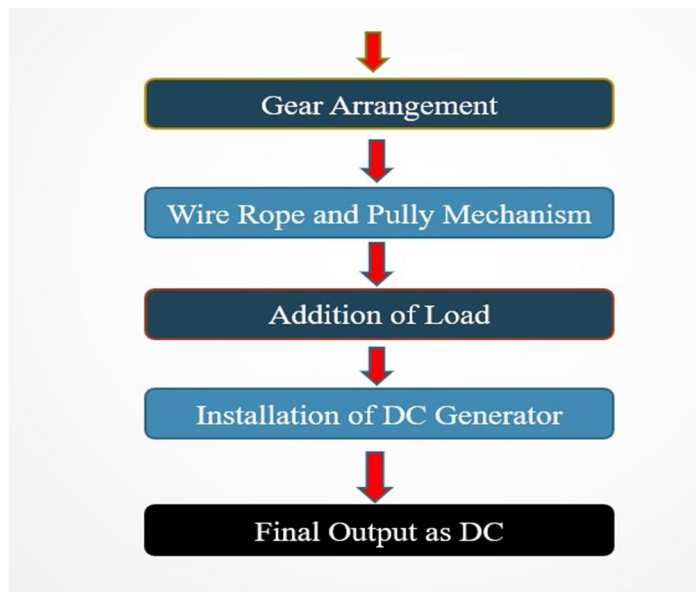 Gear Arrangement
Wire Rope and Pully Mechanism
Addition of Load
Installation of DC Generator
Final Output as DC